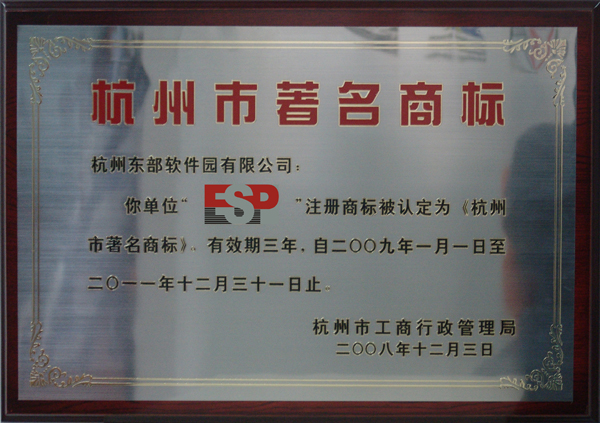 杭州市著名商标
杭州东部软件园有限公司：
你单位“ESP”注册商标被认定为《杭州
市著名商标》。有效期三年，自二〇〇九年一月一日至
二〇一一年十二月三十一日止。
杭州市工商行政管理局
二〇〇八年十二月三日